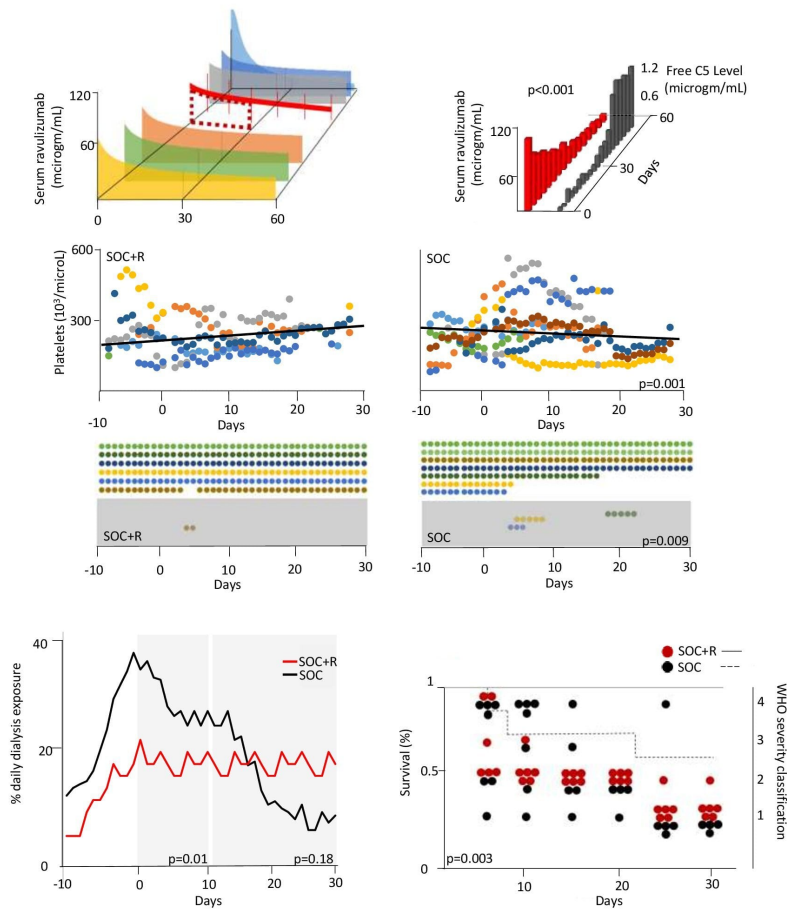 Serum ravulizumab
(mcirogm/mL)
120
60
0
30
60
p<0.001
Free C5 Level
(microgm/mL)
1.2
0.6
Serum ravulizumab
(mcirogm/mL)
120
60
0
0
30
60
Days
Platelets (10³/microL)
600
300
SOC+R
-10
0
10
20
30
Days
SOC
p=0.001
-10
0
10
20
30
Days
SOC+R
-10
0
10
20
30
Days
SOC
p=0.009
-10
0
10
20
30
Days
% daily dialysis exposure
40
20
0
SOC+R
SOC
p=0.01
p=0.18
-10
0
10
20
30
Days
SOC+R
SOC
Survival (%)
1
0.5
0
p=0.003
10
20
30
Days
4
3
2
1
WHO severity classification